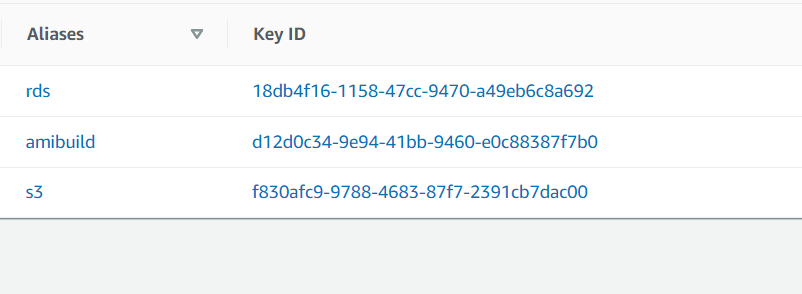 Aliases Key ID
rds 18db4f16-1158-47cc-9470-a49eb6c8a692
amibuild d12d0c34-9e94-41bb-9460-e0c88387f7b0
s3 f830afc9-9788-4683-87f7-2391cb7dac00